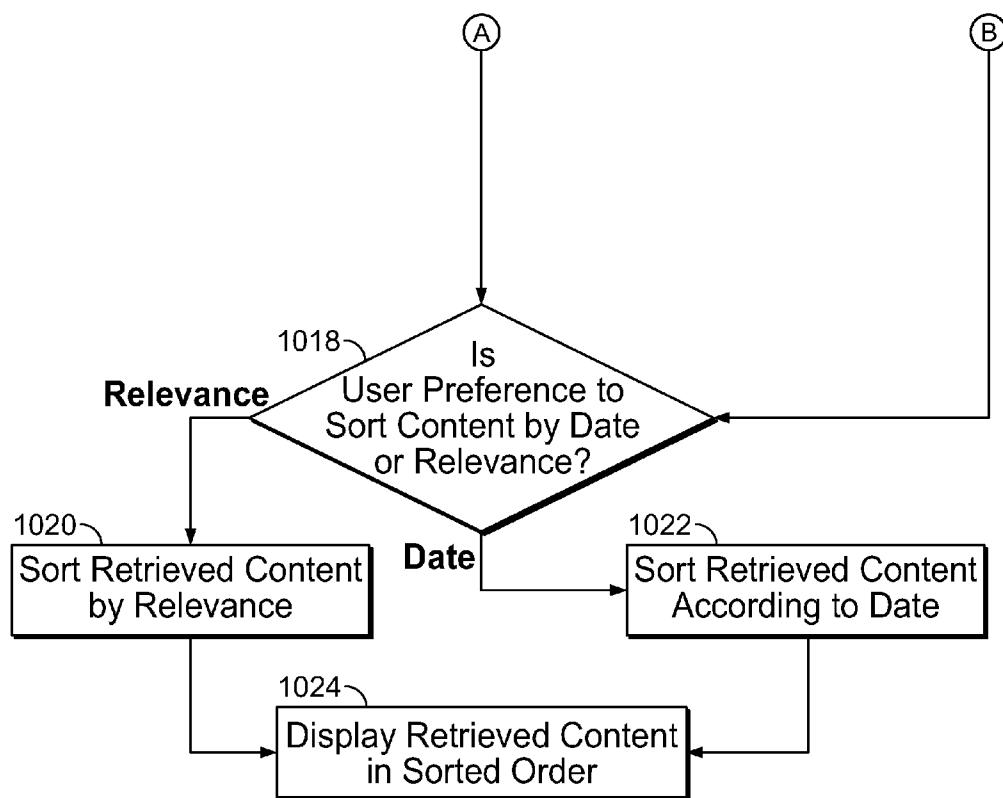 A
B
1018
Is
User Preference to
Sort Content by Date
or Relevance?
Relevance
Date
1020
Sort Retrieved Content
by Relevance
1022
Sort Retrieved Content
According to Date
1024
Display Retrieved Content
in Sorted Order